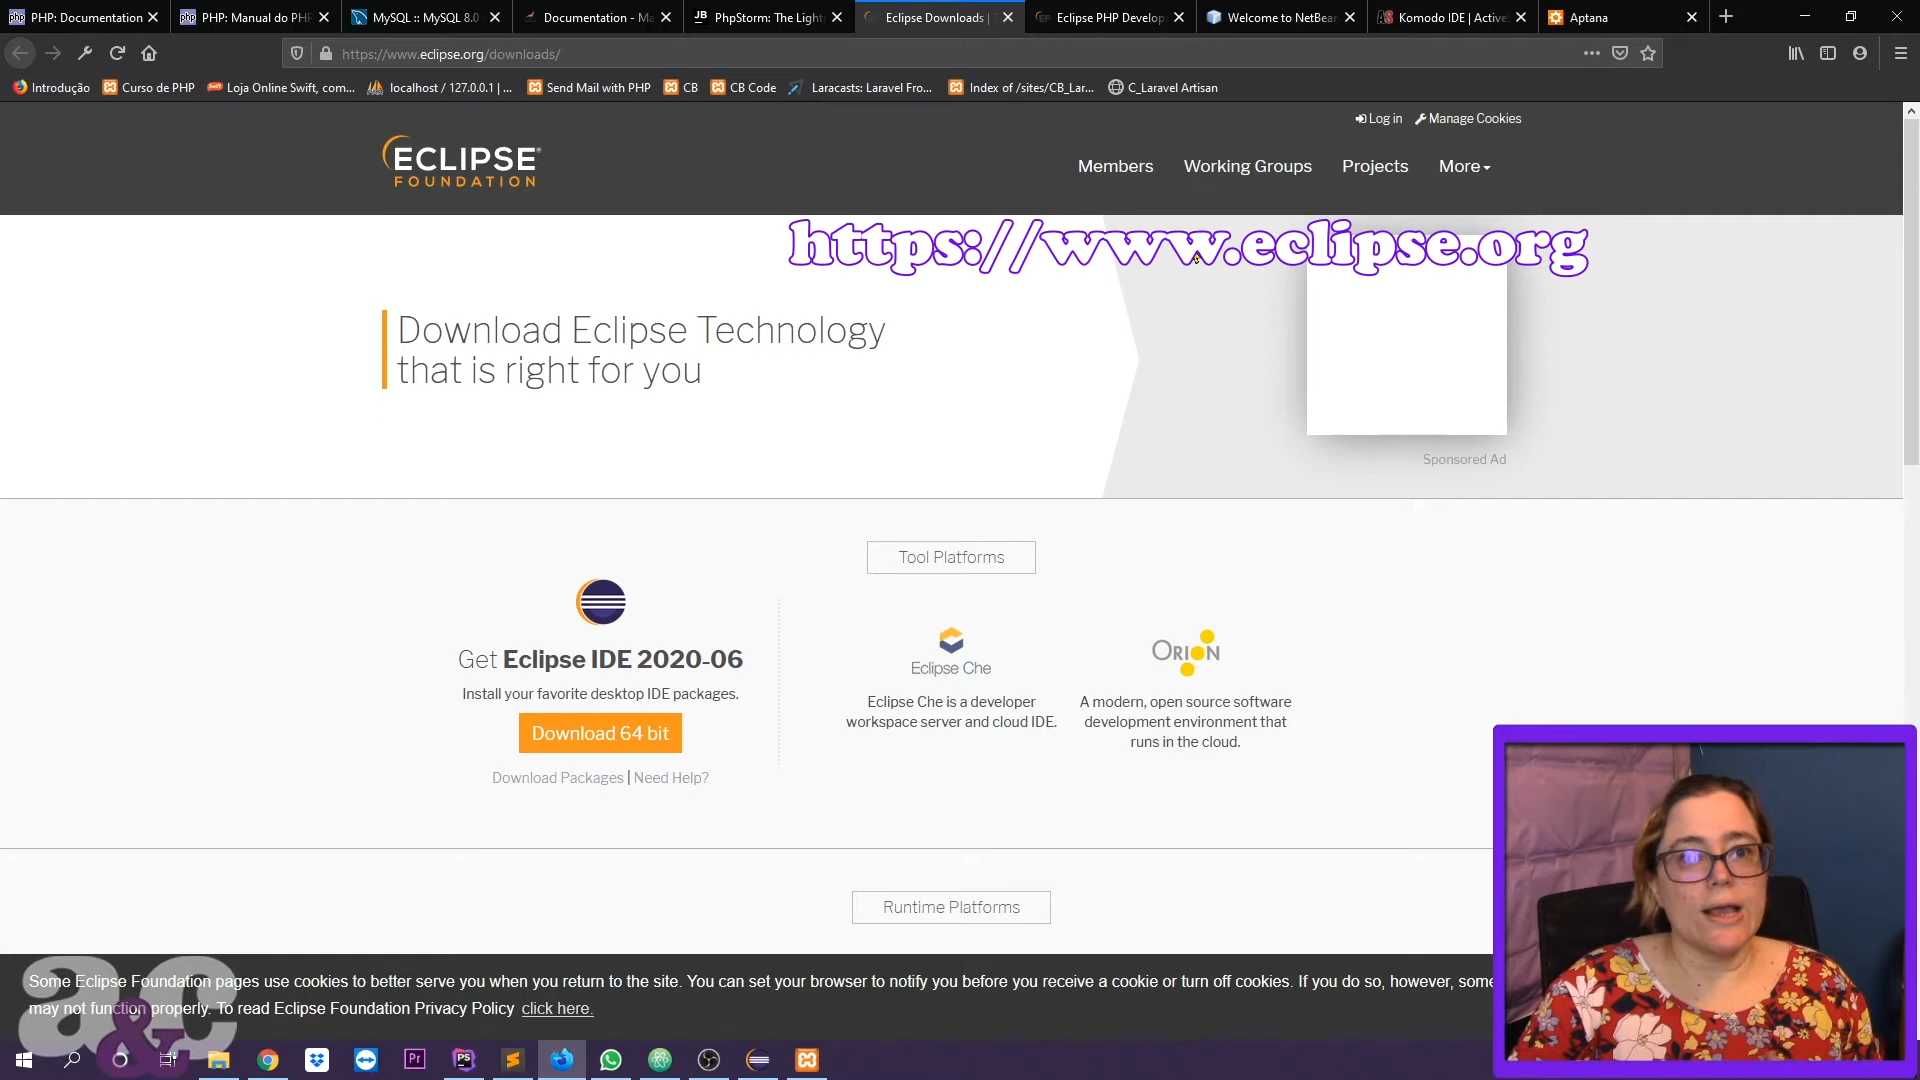 PHP: Documentation
PHP: Manual do PHP
MySQL :: MySQL 8.0
Documentation - Ma
PhpStorm: The Light
Eclipse Downloads | T
Eclipse PHP Develop
Welcome to NetBean
Komodo IDE | Active
Aptana
https://www.eclipse.org/downloads/
Introdução
Curso de PHP
Loja Online Swift, com...
localhost / 127.0.0.1 | ...
Send Mail with PHP
CB
CB Code
Laracasts: Laravel Fro...
Index of /sites/CB_Lar...
C_Laravel Artisan
Log in
Manage Cookies
ECLIPSE
FOUNDATION
Members
Working Groups
Projects
More
https://www.eclipse.org
Download Eclipse Technology
that is right for you
Sponsored Ad
Tool Platforms
Get Eclipse IDE 2020‑06
Install your favorite desktop IDE packages.
Download 64 bit
Download Packages | Need Help?
Eclipse Che
Eclipse Che is a developer
workspace server and cloud IDE.
ORION
A modern, open source software
development environment that
runs in the cloud.
Runtime Platforms
Some Eclipse Foundation pages use cookies to better serve you when you return to the site. You can set your browser to notify you before you receive a cookie or turn off cookies. If you do so, however, some
may not function properly. To read Eclipse Foundation Privacy Policy click here.
a&c